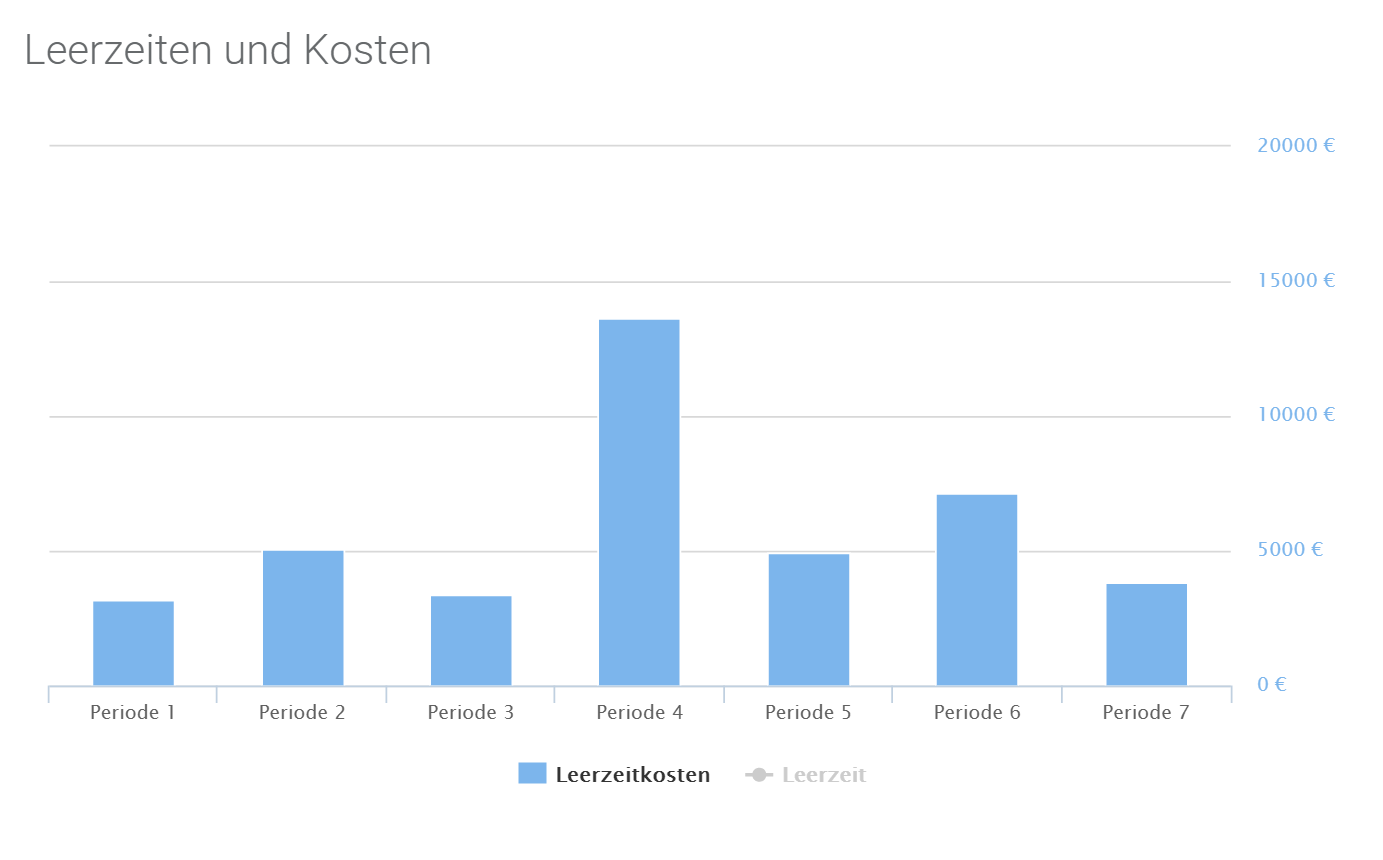 Leerzeiten und Kosten
20000 €
15000 €
10000 €
5000 €
0 €
Periode 1 Periode 2 Periode 3 Periode 4 Periode 5 Periode 6 Periode 7
Leerzeitkosten Leerzeit